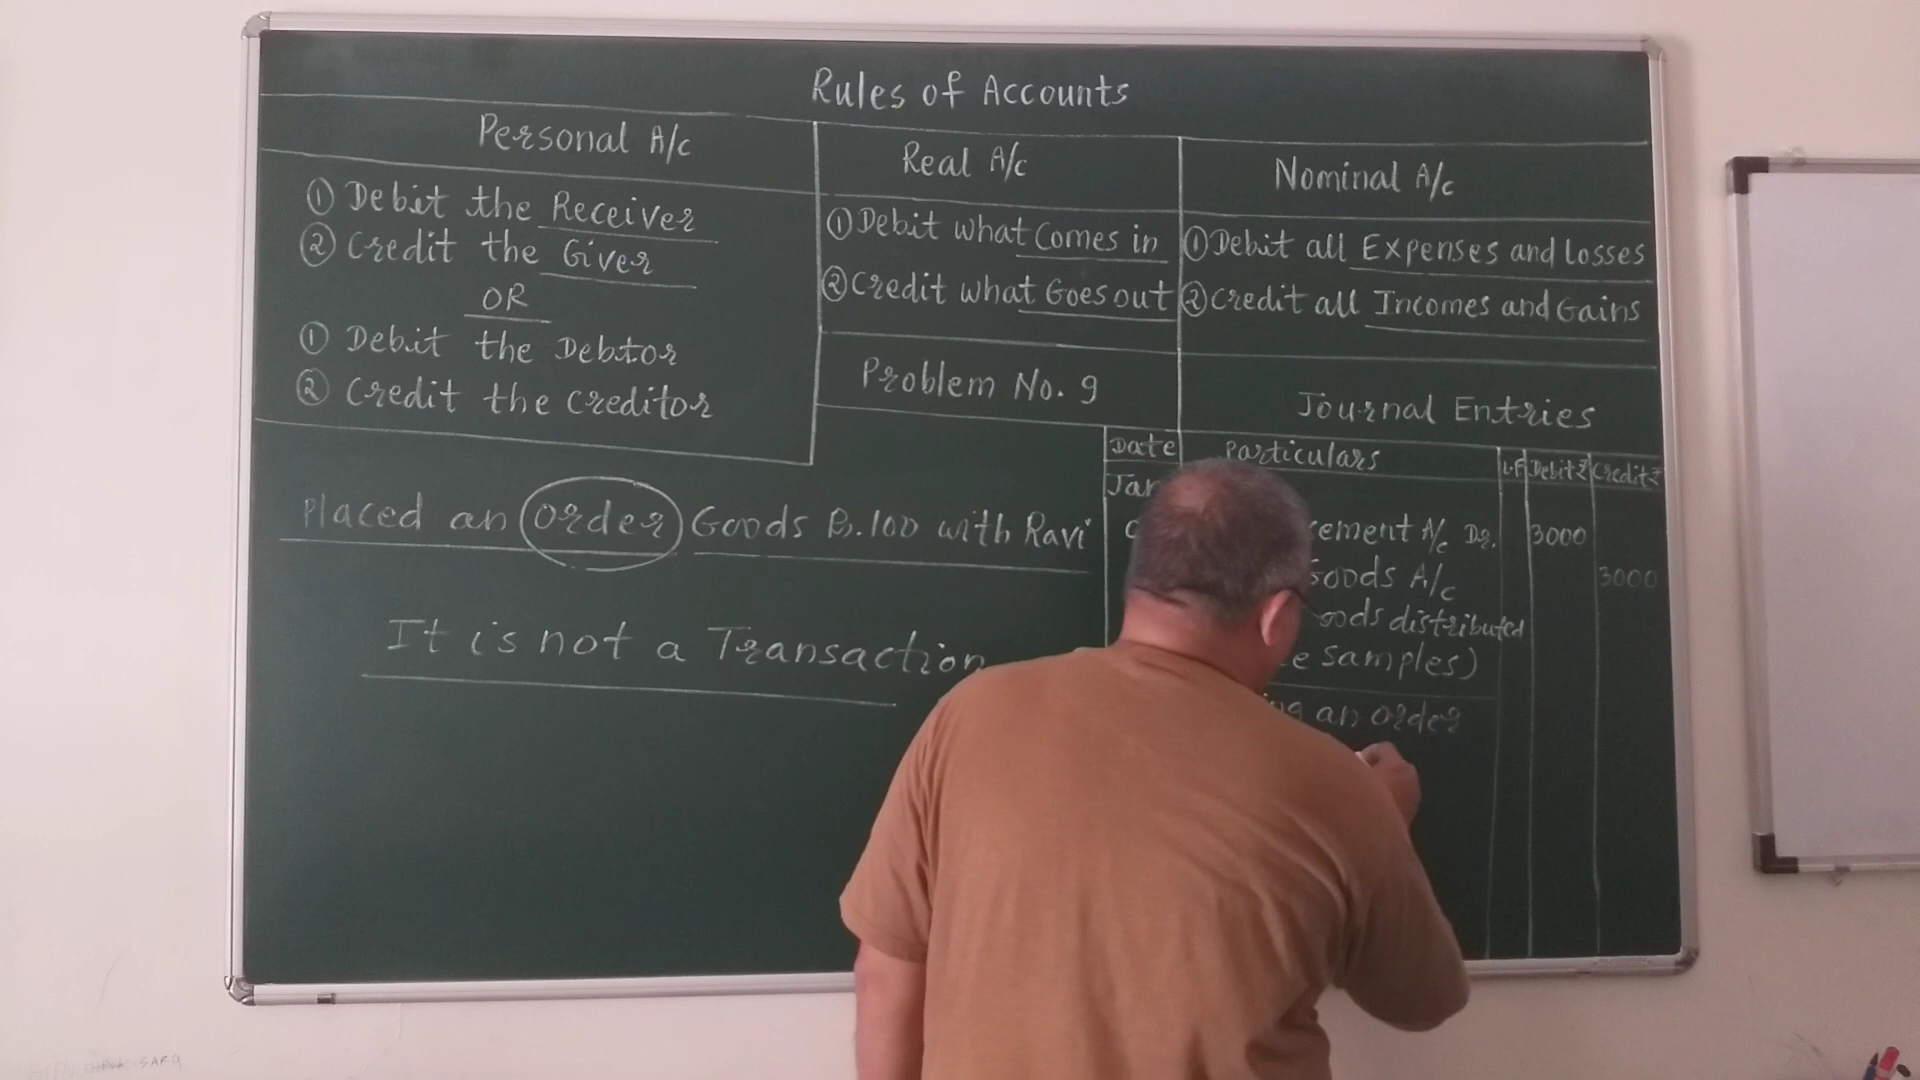 Rules of Accounts
Personal A/c
① Debit the Receiver
② Credit the Giver
OR
① Debit the Debtor
② Credit the Creditor
Real A/c
① Debit what Comes in
② Credit what Goes out
Nominal A/c
① Debit all Expenses and Losses
② Credit all Incomes and Gains
Problem No. 9
Placed an Order Goods Rs.100 with Ravi
It is not a Transaction
Journal Entries
Date Particulars L.F Debit₹ Credit₹
Jan
A/c Dr. 3000
Goods A/c 3000
distributed
samples)
an order